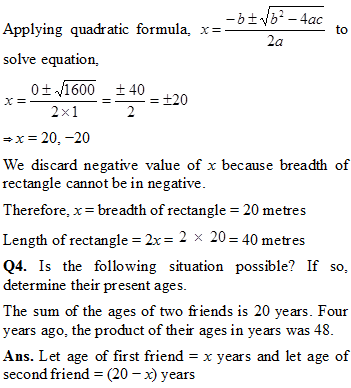 Applying quadratic formula, x = \frac{-b \pm \sqrt{b^2 - 4ac}}{2a} to
solve equation,
x = \frac{0 \pm \sqrt{1600}}{2 \times 1} = \frac{\pm 40}{2} = \pm 20
⇒ x = 20, −20
We discard negative value of x because breadth of
rectangle cannot be in negative.
Therefore, x = breadth of rectangle = 20 metres
Length of rectangle = 2x = 2 × 20 = 40 metres
Q4. Is the following situation possible? If so,
determine their present ages.
The sum of the ages of two friends is 20 years. Four
years ago, the product of their ages in years was 48.
Ans. Let age of first friend = x years and let age of
second friend = (20 − x) years